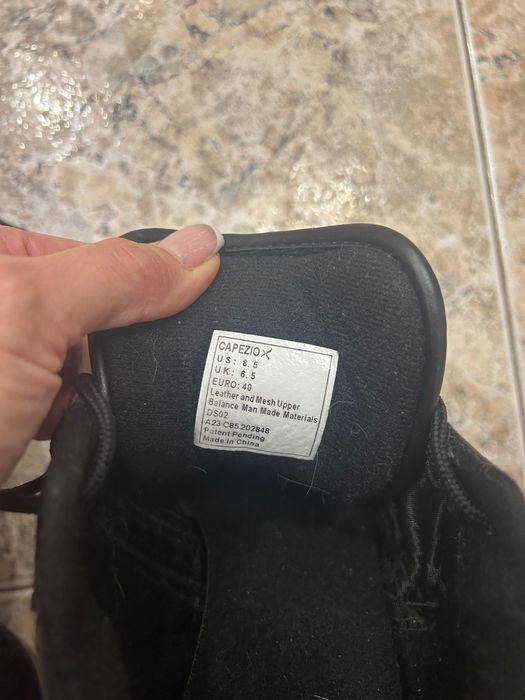 CAPEZIO
US: 8.5
UK: 6.5
EURO: 40
Leather and Mesh Upper
Balance Man Made Materials
DS02
A23 C85 202848
Patent Pending
Made in China